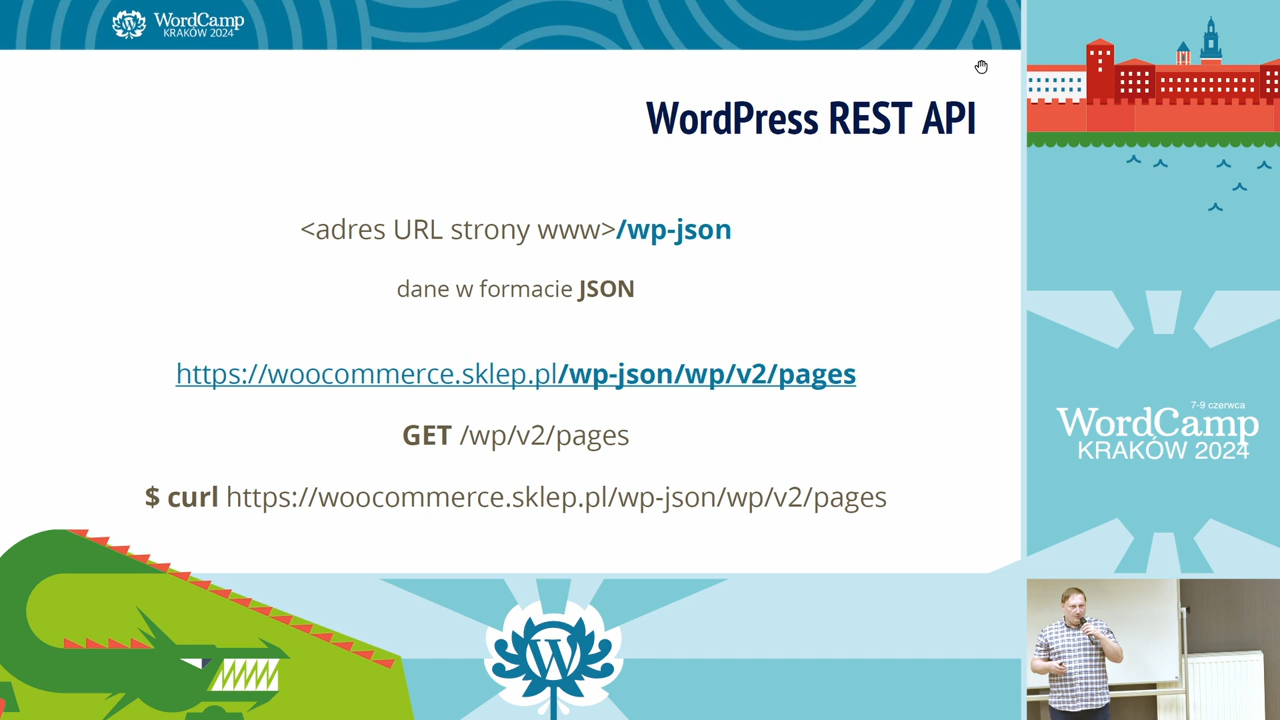 WordCamp
KRAKÓW 2024
WordPress REST API
<adres URL strony www>/wp-json
dane w formacie JSON
https://woocommerce.sklep.pl/wp-json/wp/v2/pages
GET /wp/v2/pages
$ curl https://woocommerce.sklep.pl/wp-json/wp/v2/pages
7-9 czerwca
WordCamp
KRAKÓW 2024